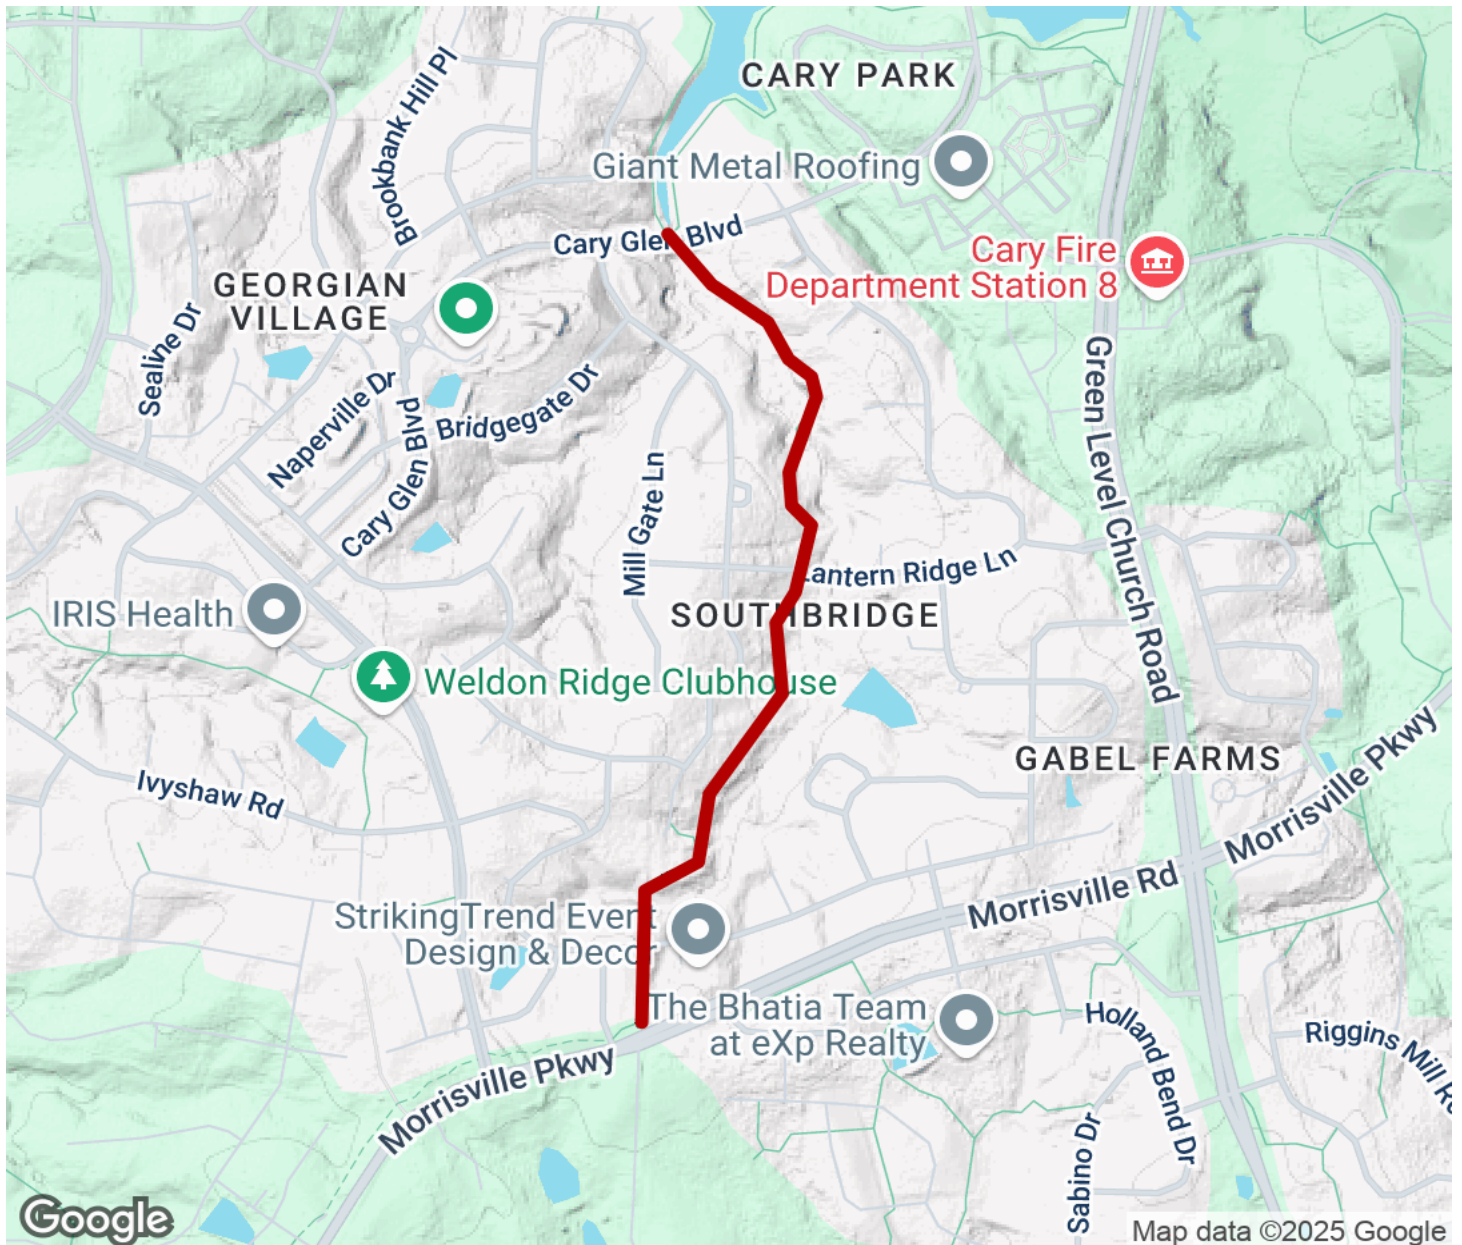 CARY PARK
Brookbank Hill Pl
Giant Metal Roofing
Cary Glen Blvd
Cary Fire
Department Station 8
GEORGIAN
VILLAGE
Sealine Dr
Naperville Dr
Cary Glen Blvd
Bridgegate Dr
Green Level Church Road
Mill Gate Ln
Lantern Ridge Ln
IRIS Health
SOUTHBRIDGE
Weldon Ridge Clubhouse
GABEL FARMS
Ivyshaw Rd
Morrisville Pkwy
Morrisville Rd
StrikingTrend Event
Design & Decor
The Bhatia Team
at eXp Realty
Holland Bend Dr
Riggins Mill R
Morrisville Pkwy
Sabino Dr
Google
Map data ©2025 Google